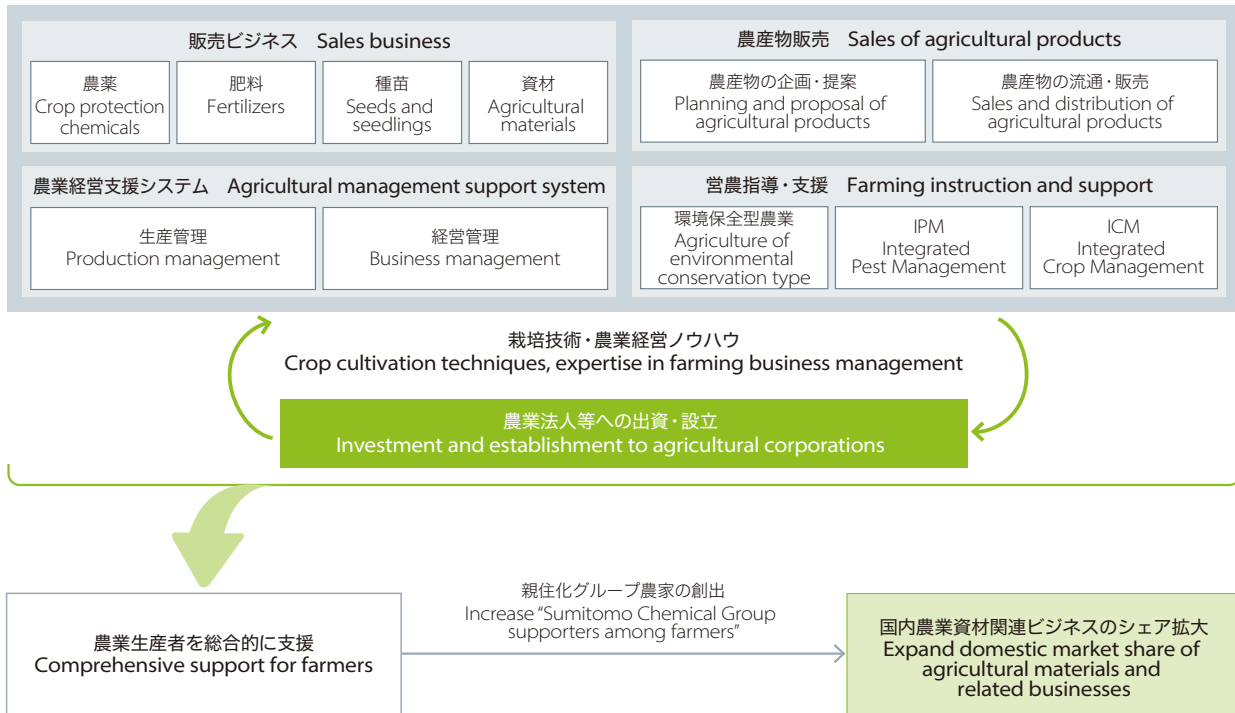 販売ビジネス Sales business
農薬
Crop protection
chemicals
肥料
Fertilizers
種苗
Seeds and
seedlings
資材
Agricultural
materials
農産物販売 Sales of agricultural products
農産物の企画・提案
Planning and proposal of
agricultural products
農産物の流通・販売
Sales and distribution of
agricultural products
農業経営支援システム Agricultural management support system
生産管理
Production management
経営管理
Business management
営農指導・支援 Farming instruction and support
環境保全型農業
Agriculture of
environmental
conservation type
IPM
Integrated
Pest Management
ICM
Integrated
Crop Management
栽培技術・農業経営ノウハウ
Crop cultivation techniques, expertise in farming business management
農業法人等への出資・設立
Investment and establishment to agricultural corporations
農業生産者を総合的に支援
Comprehensive support for farmers
親住化グループ農家の創出
Increase “Sumitomo Chemical Group
supporters among farmers”
国内農業資材関連ビジネスのシェア拡大
Expand domestic market share of
agricultural materials and
related businesses